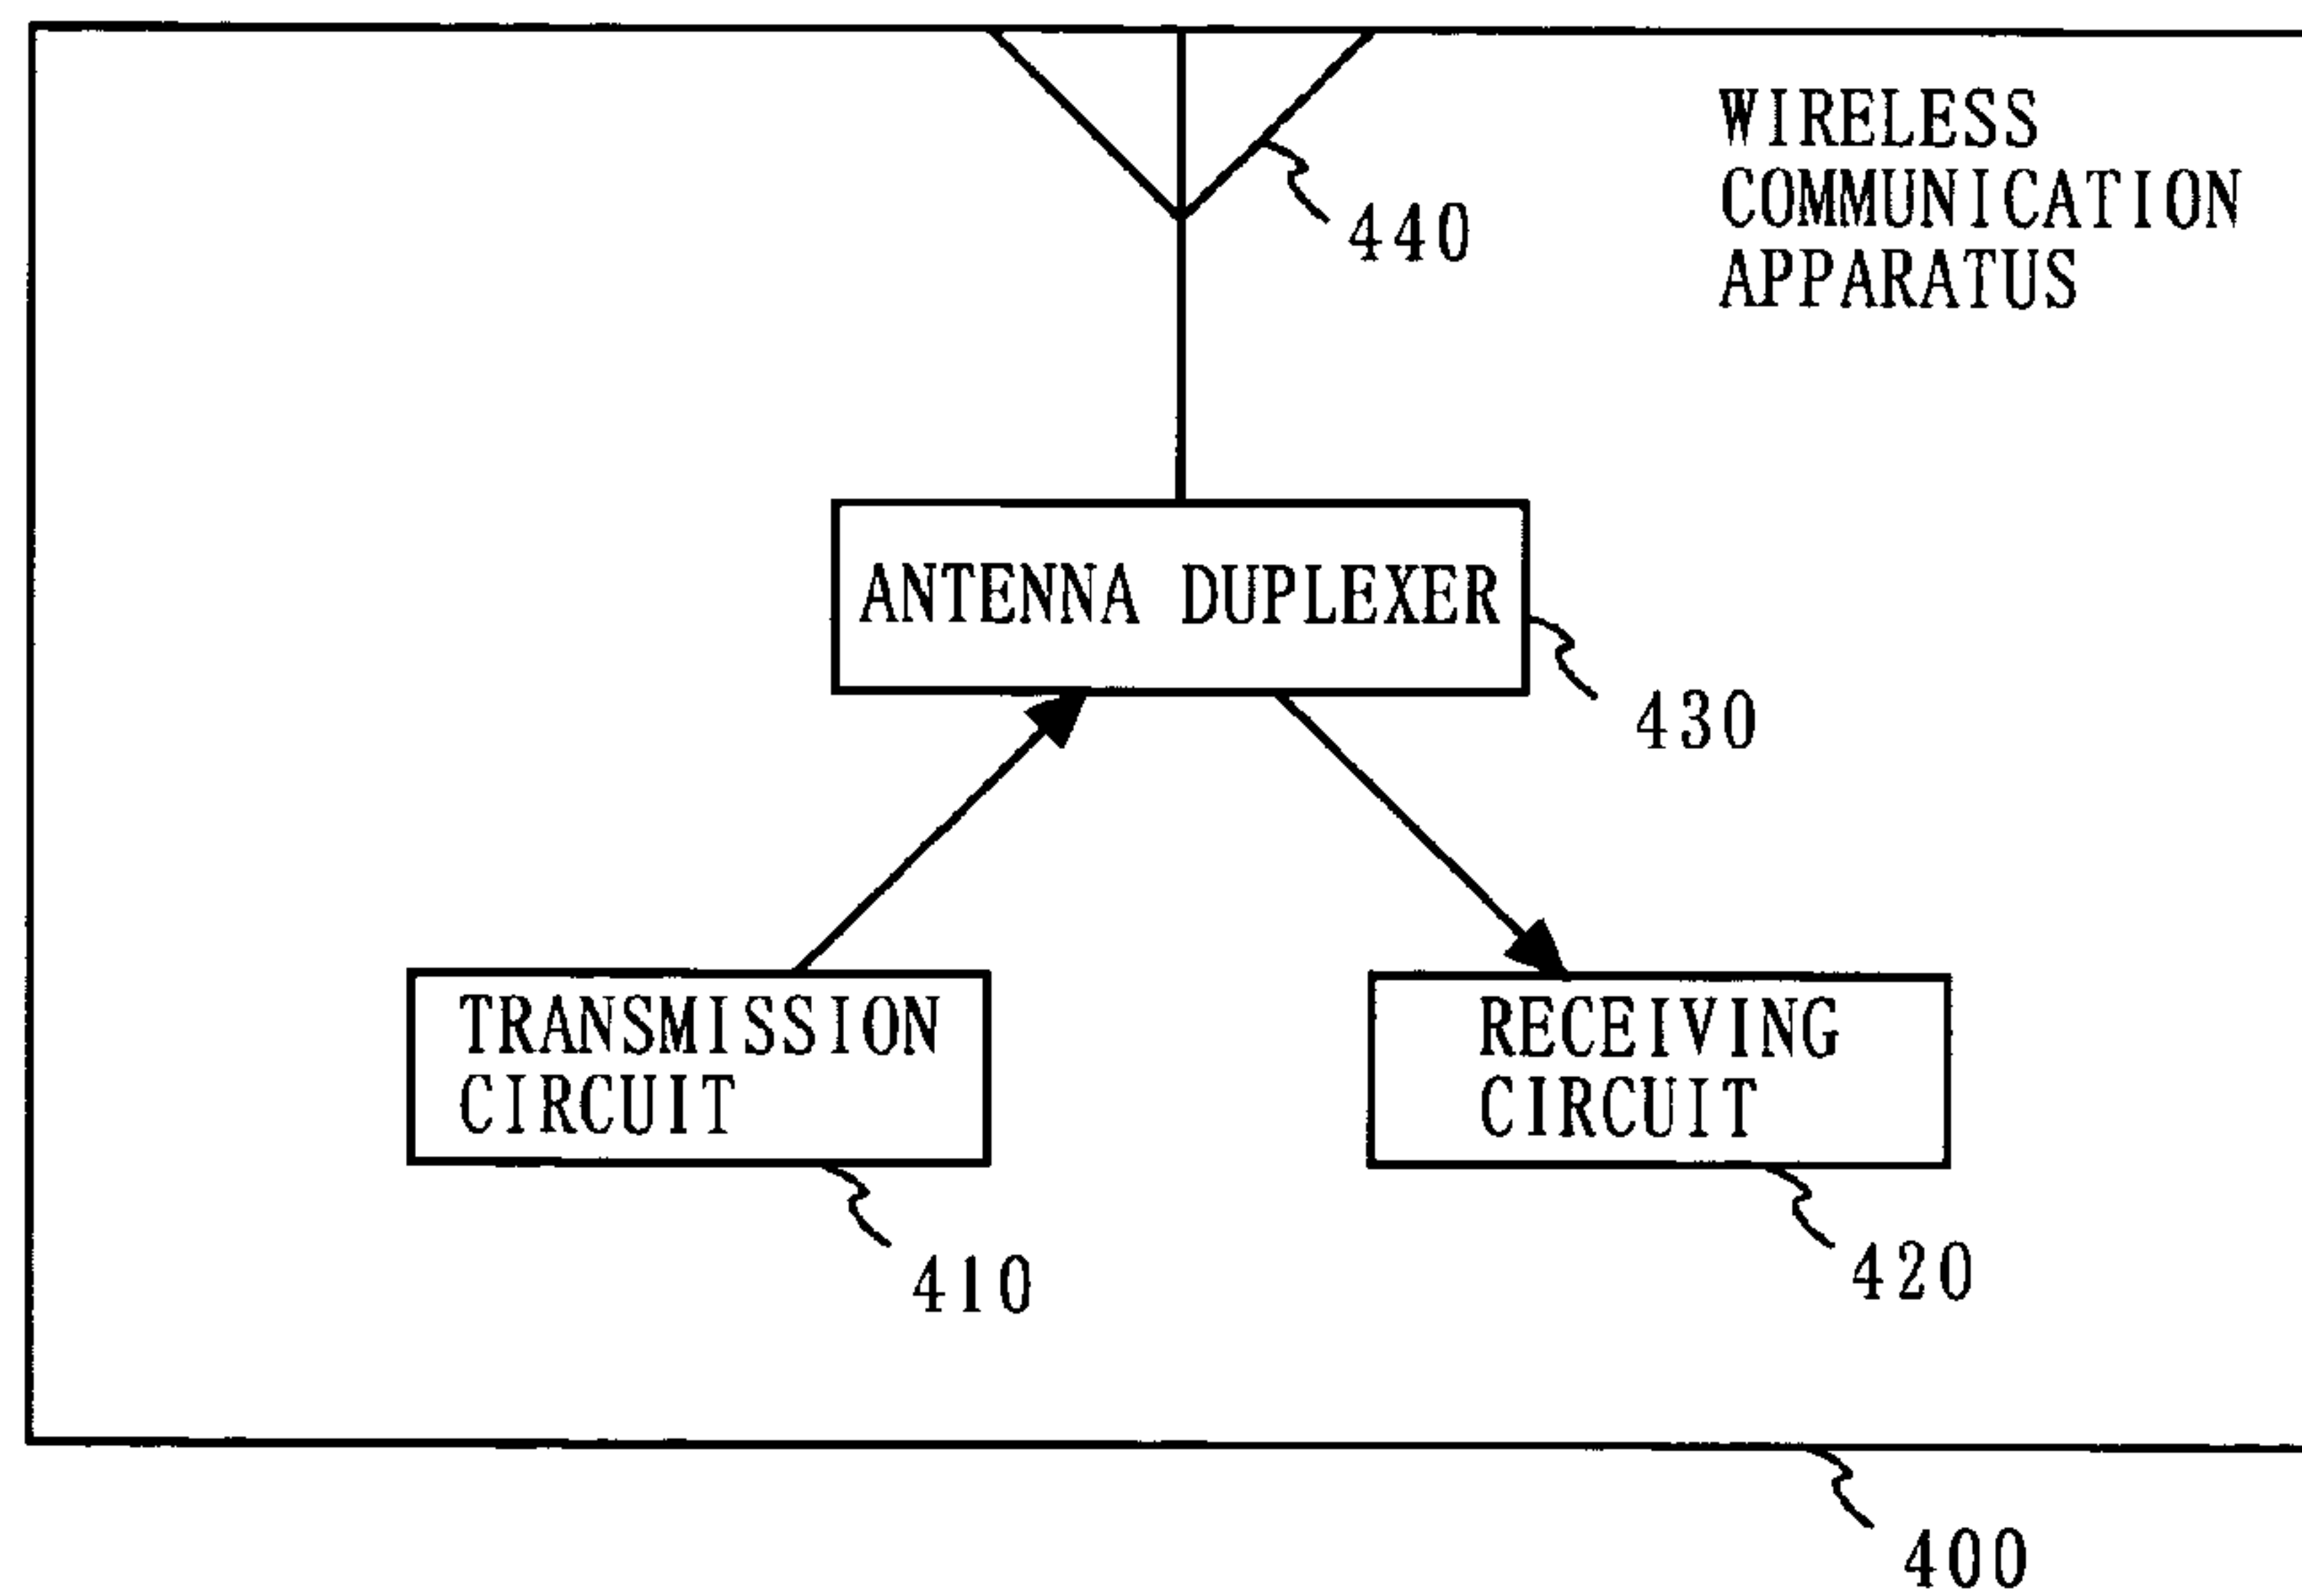 WIRELESS
COMMUNICATION
APPARATUS
440
ANTENNA DUPLEXER
430
TRANSMISSION
CIRCUIT
RECEIVING
CIRCUIT
410
420
400